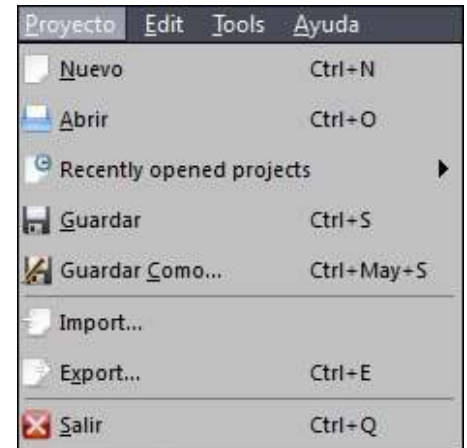 Proyecto Edit Tools Ayuda
Nuevo Ctrl+N
Abrir Ctrl+O
Recently opened projects
Guardar Ctrl+S
Guardar Como... Ctrl+May+S
Import...
Export... Ctrl+E
Salir Ctrl+Q